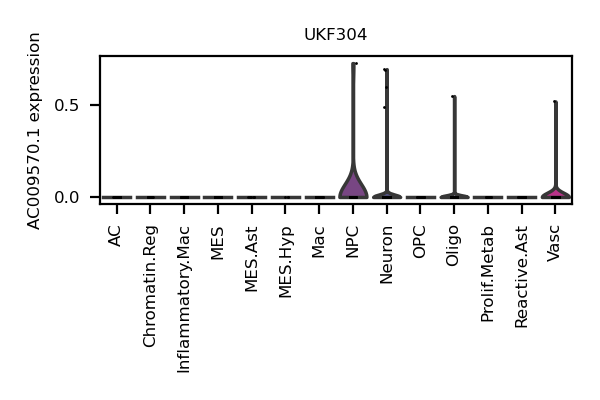 UKF304
AC009570.1 expression
0.5
0.0
AC
Chromatin.Reg
Inflammatory.Mac
MES
MES.Ast
MES.Hyp
Mac
NPC
Neuron
OPC
Oligo
Prolif.Metab
Reactive.Ast
Vasc